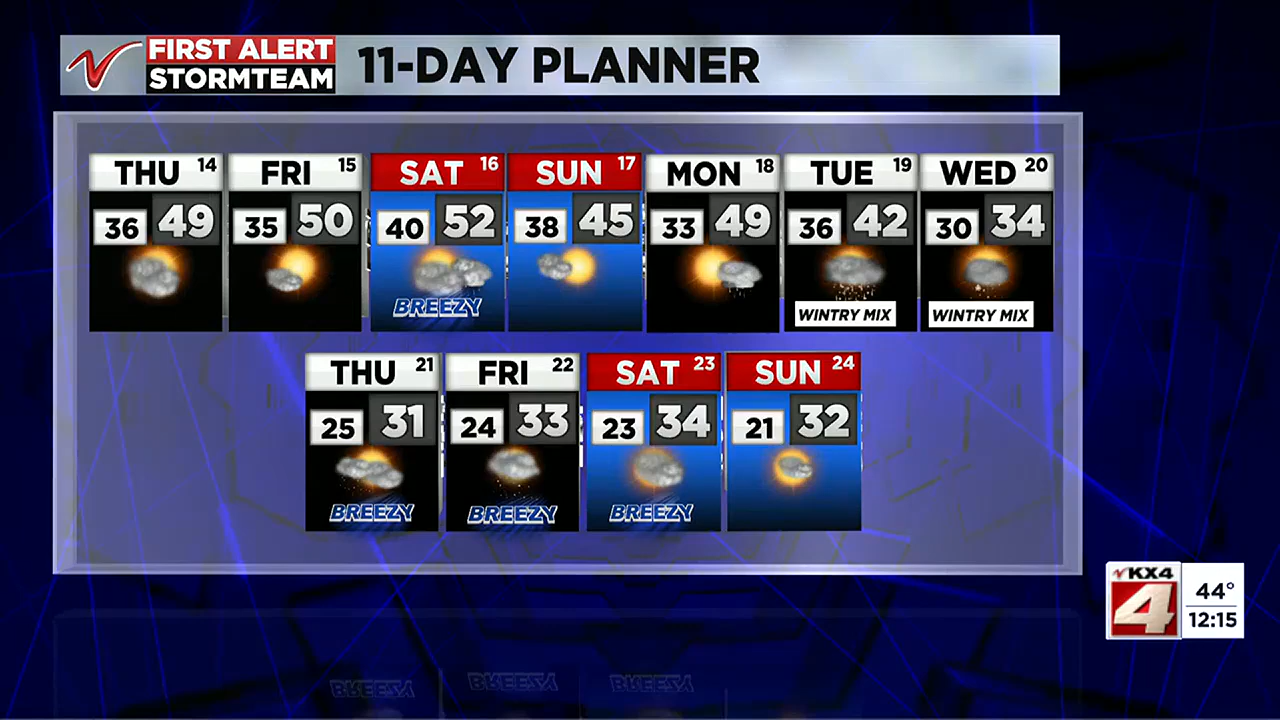 FIRST ALERT
STORMTEAM
11-DAY PLANNER
THU 14 FRI 15 SAT 16 SUN 17 MON 18 TUE 19 WED 20
36 49 35 50 40 52 38 45 33 49 36 42 30 34
BREEZY WINTRY MIX WINTRY MIX
THU 21 FRI 22 SAT 23 SUN 24
25 31 24 33 23 34 21 32
BREEZY BREEZY BREEZY
KX4
4
44°
12:15